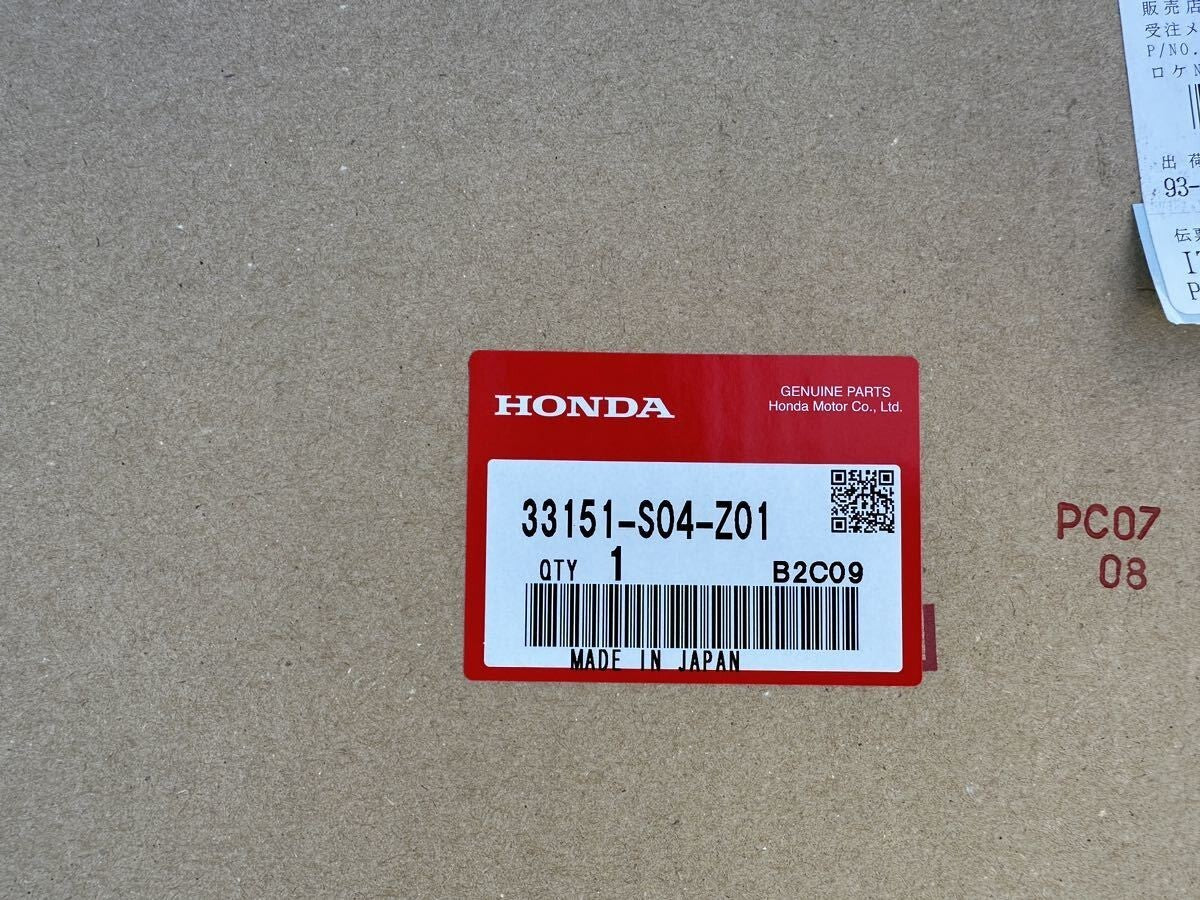 販売店
受注メ
P/NO.
ロケN
出荷
93-
伝票
HONDA
GENUINE PARTS
Honda Motor Co., Ltd.
33151-S04-Z01
QTY 1 B2C09
MADE IN JAPAN
PC07
08